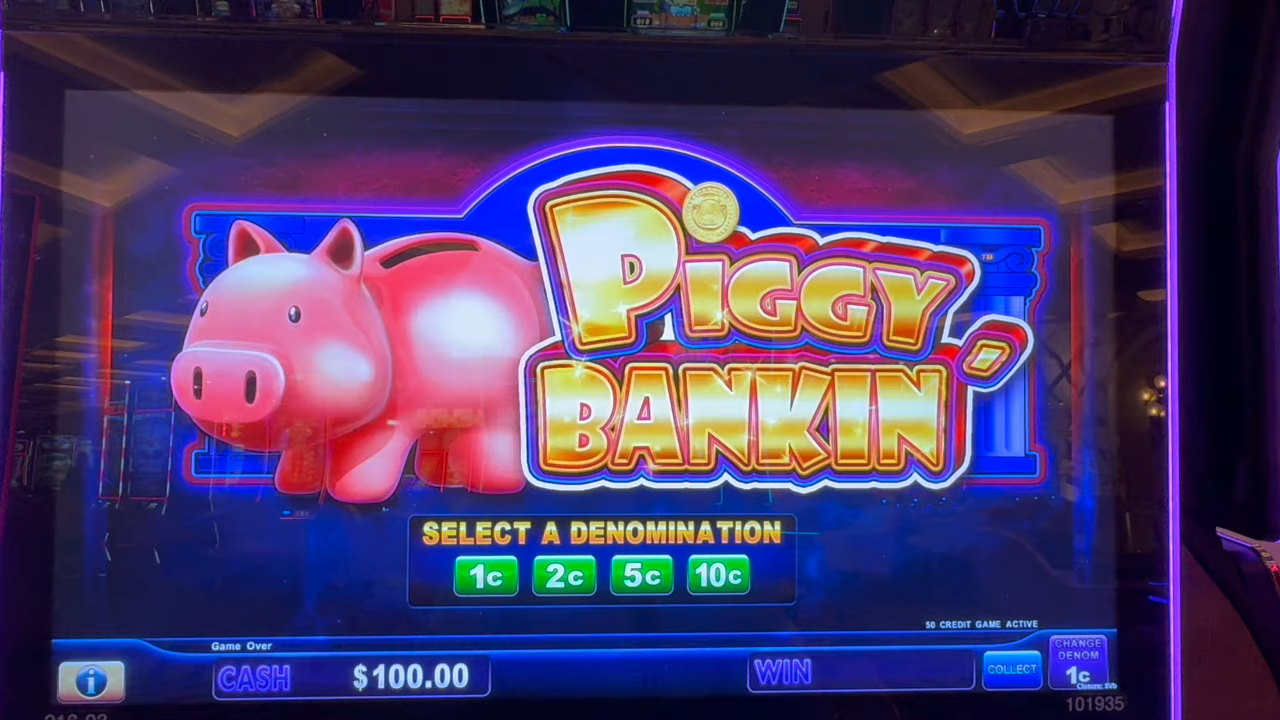 PIGGY
™
BANKIN'
SELECT A DENOMINATION
1c 2c 5c 10c
50 CREDIT GAME ACTIVE
Game Over
CASH $100.00 WIN COLLECT
CHANGE
DENOM
1c
101935